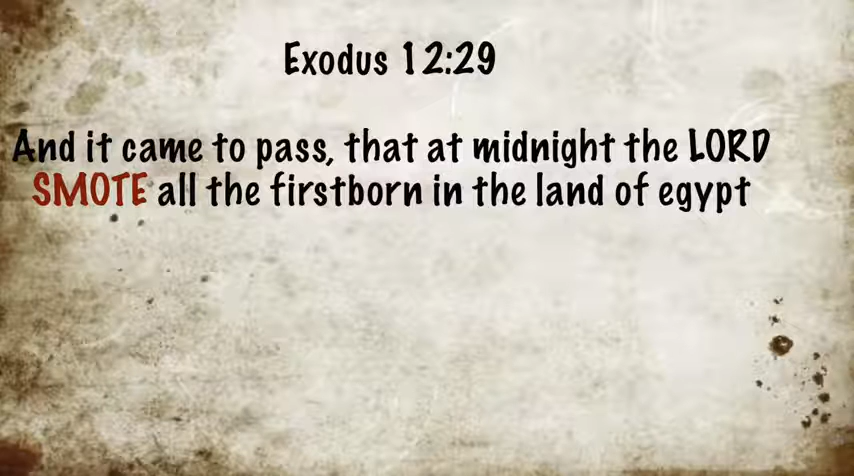 Exodus 12:29
And it came to pass, that at midnight the LORD
SMOTE all the firstborn in the land of egypt